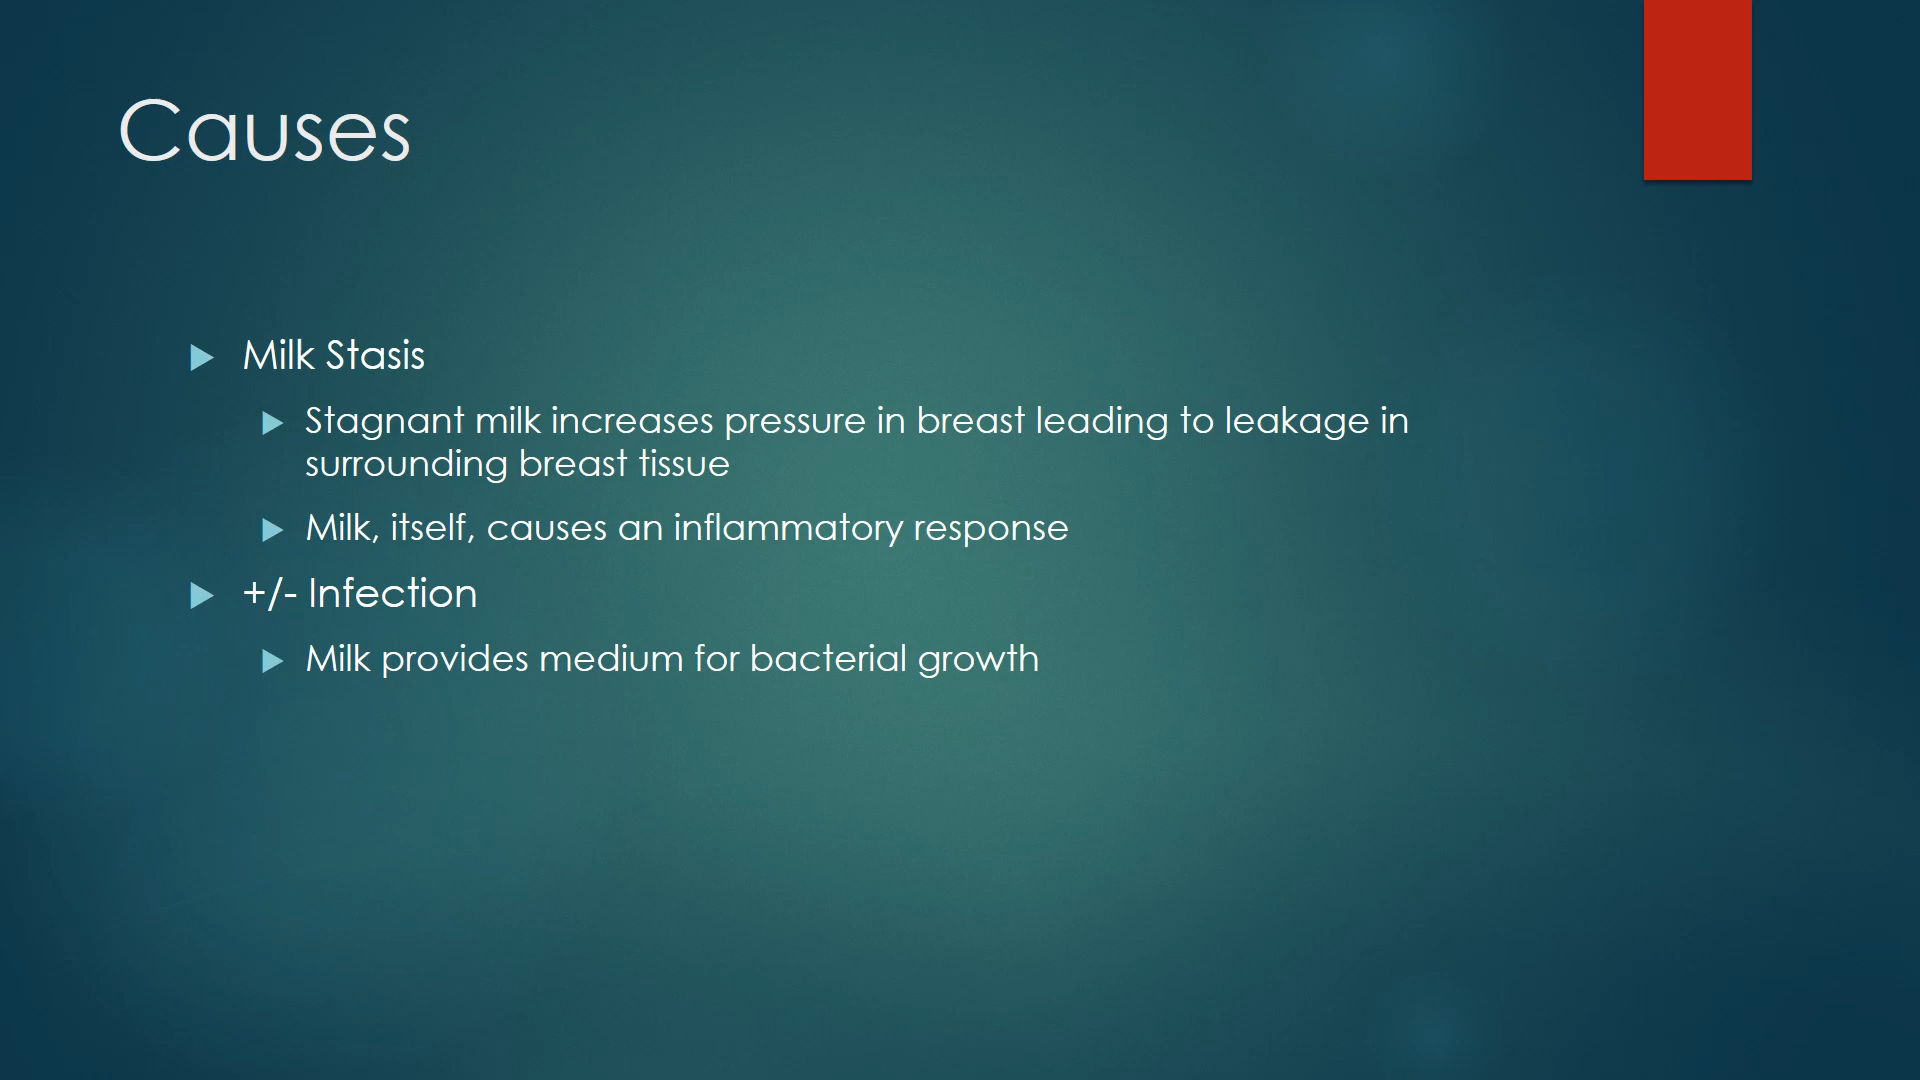 Causes
Milk Stasis
Stagnant milk increases pressure in breast leading to leakage in
surrounding breast tissue
Milk, itself, causes an inflammatory response
+/- Infection
Milk provides medium for bacterial growth